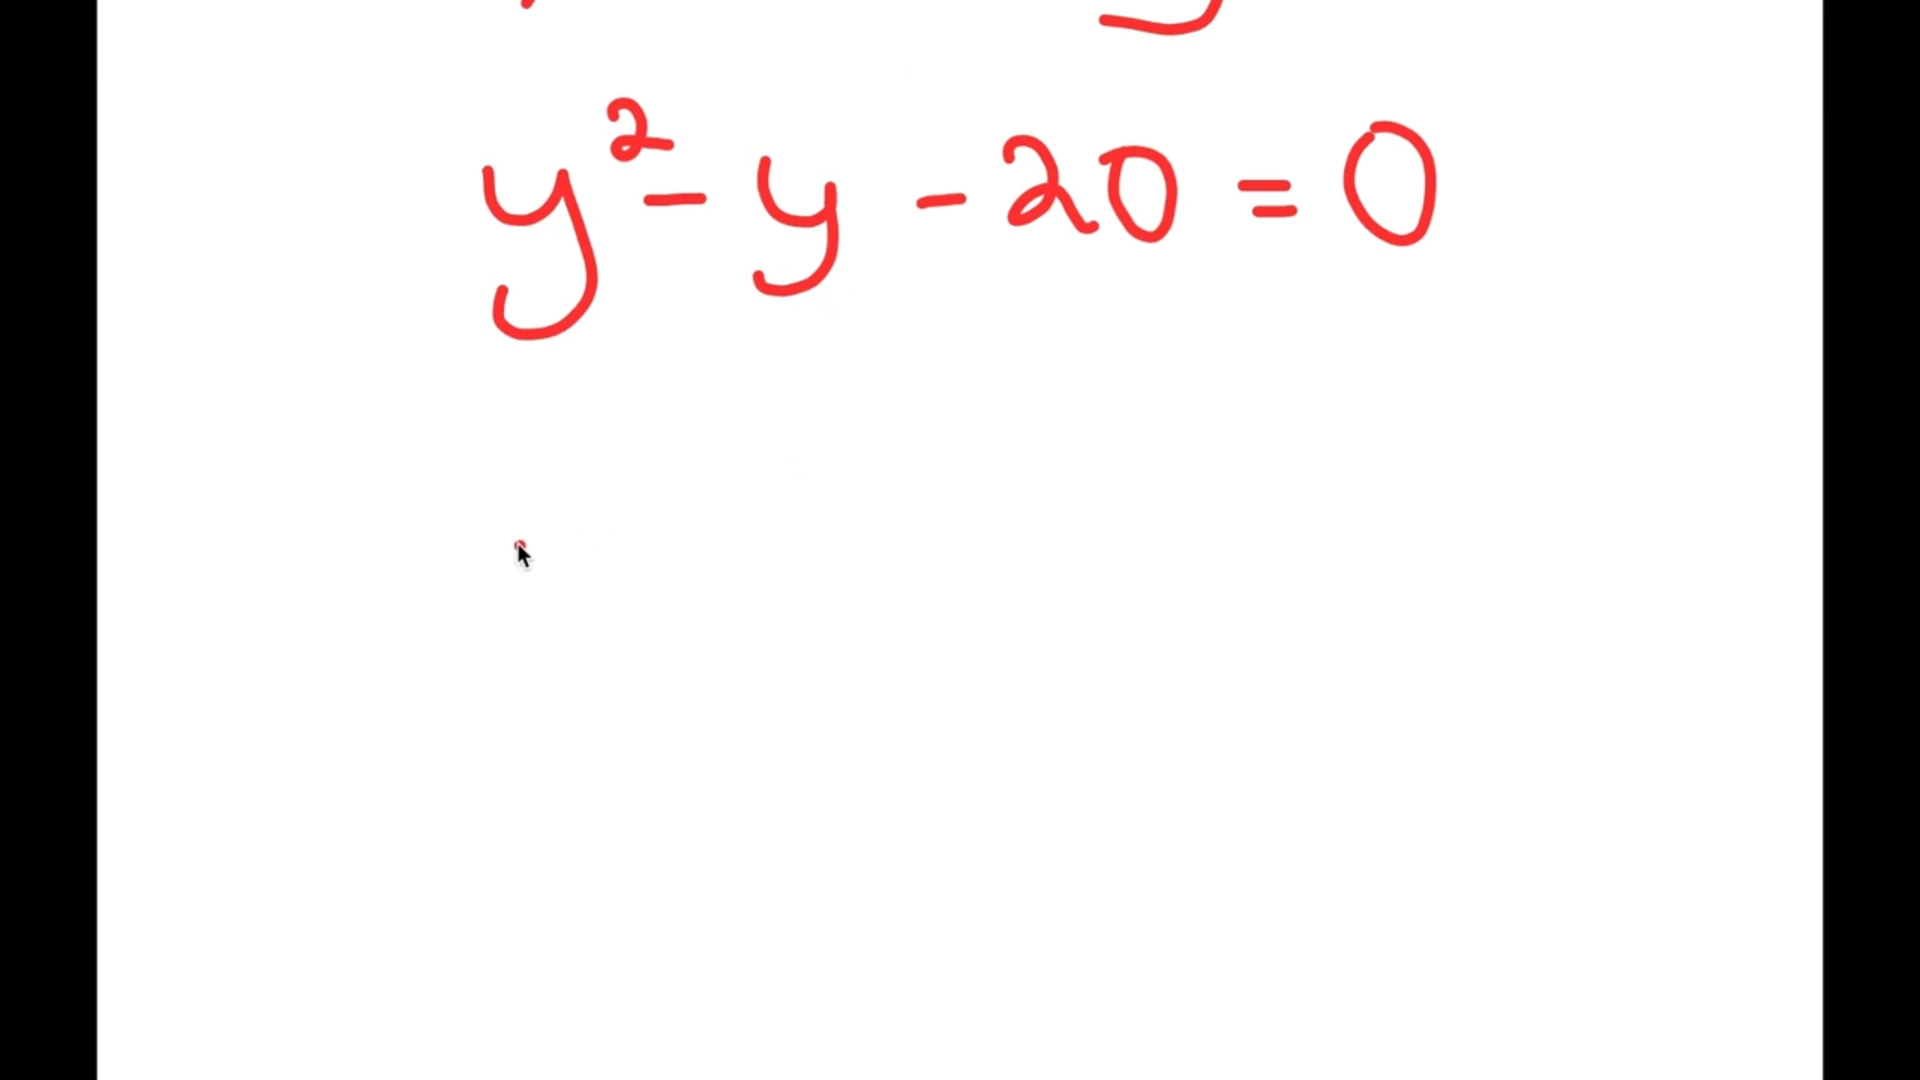 y² - y - 20 = 0